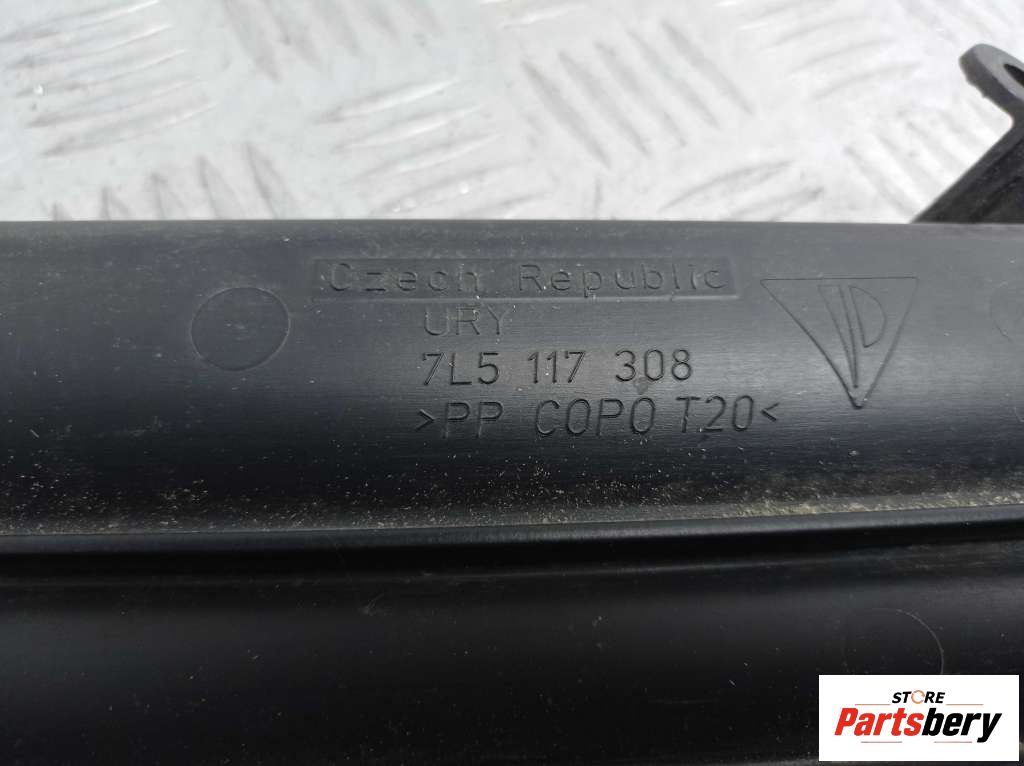 Czech Republic
URY
7L5 117 308
>PP COPO T20<
STORE
Partsbery